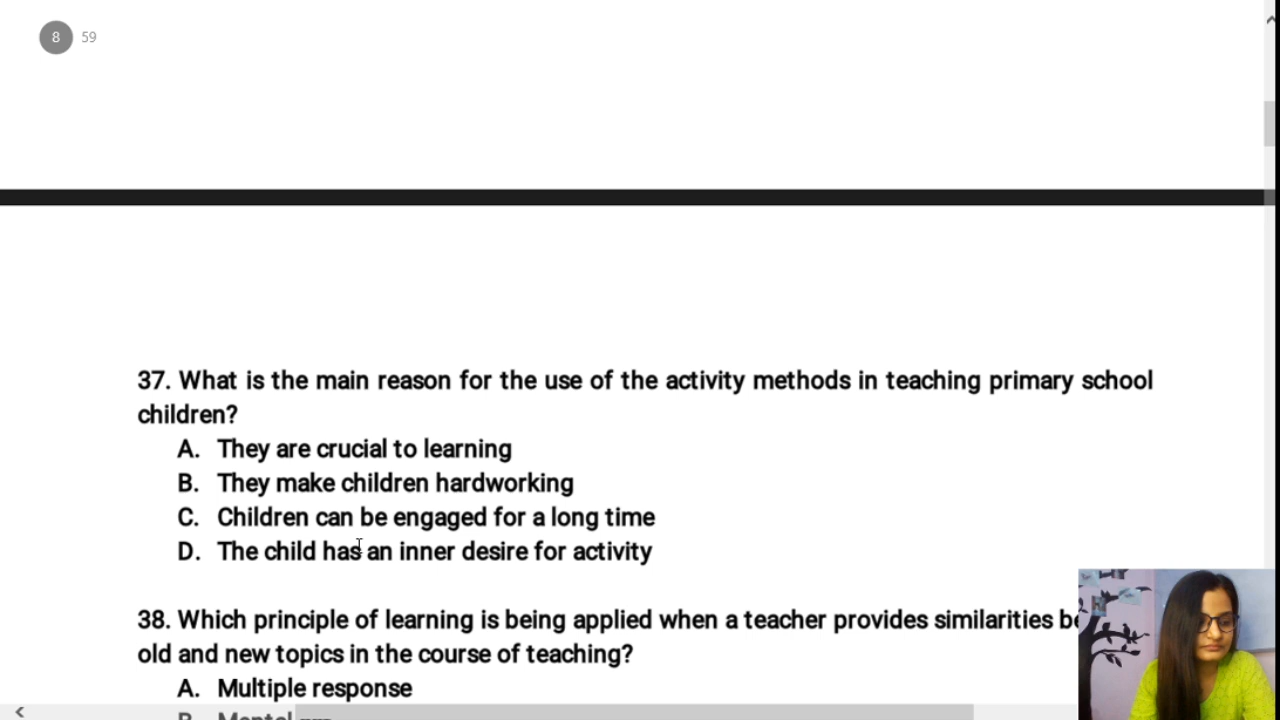 8 59
37. What is the main reason for the use of the activity methods in teaching primary school
children?
A. They are crucial to learning
B. They make children hardworking
C. Children can be engaged for a long time
D. The child has an inner desire for activity
38. Which principle of learning is being applied when a teacher provides similarities
old and new topics in the course of teaching?
A. Multiple response